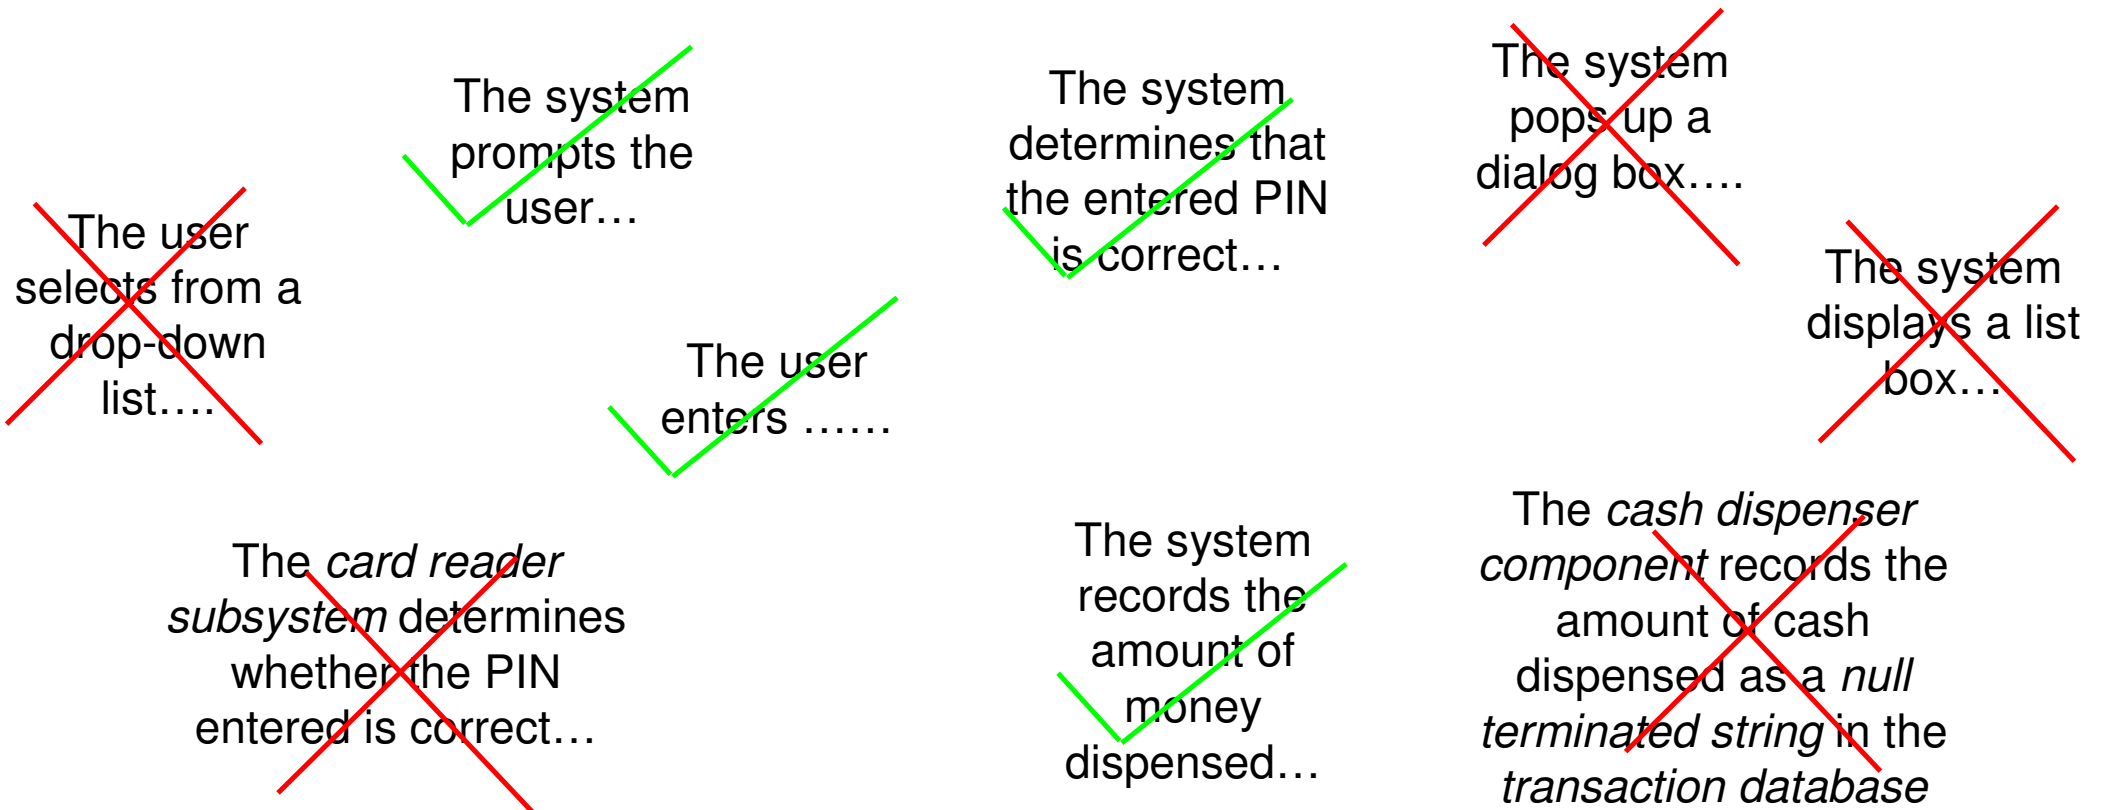 The system
prompts the
user…
The system
determines that
the entered PIN
is correct…
The system
pops up a
dialog box….
The user
selects from a
drop-down
list….
The system
displays a list
box…
The user
enters ……
The card reader
subsystem determines
whether the PIN
entered is correct…
The system
records the
amount of
money
dispensed…
The cash dispenser
component records the
amount of cash
dispensed as a null
terminated string in the
transaction database